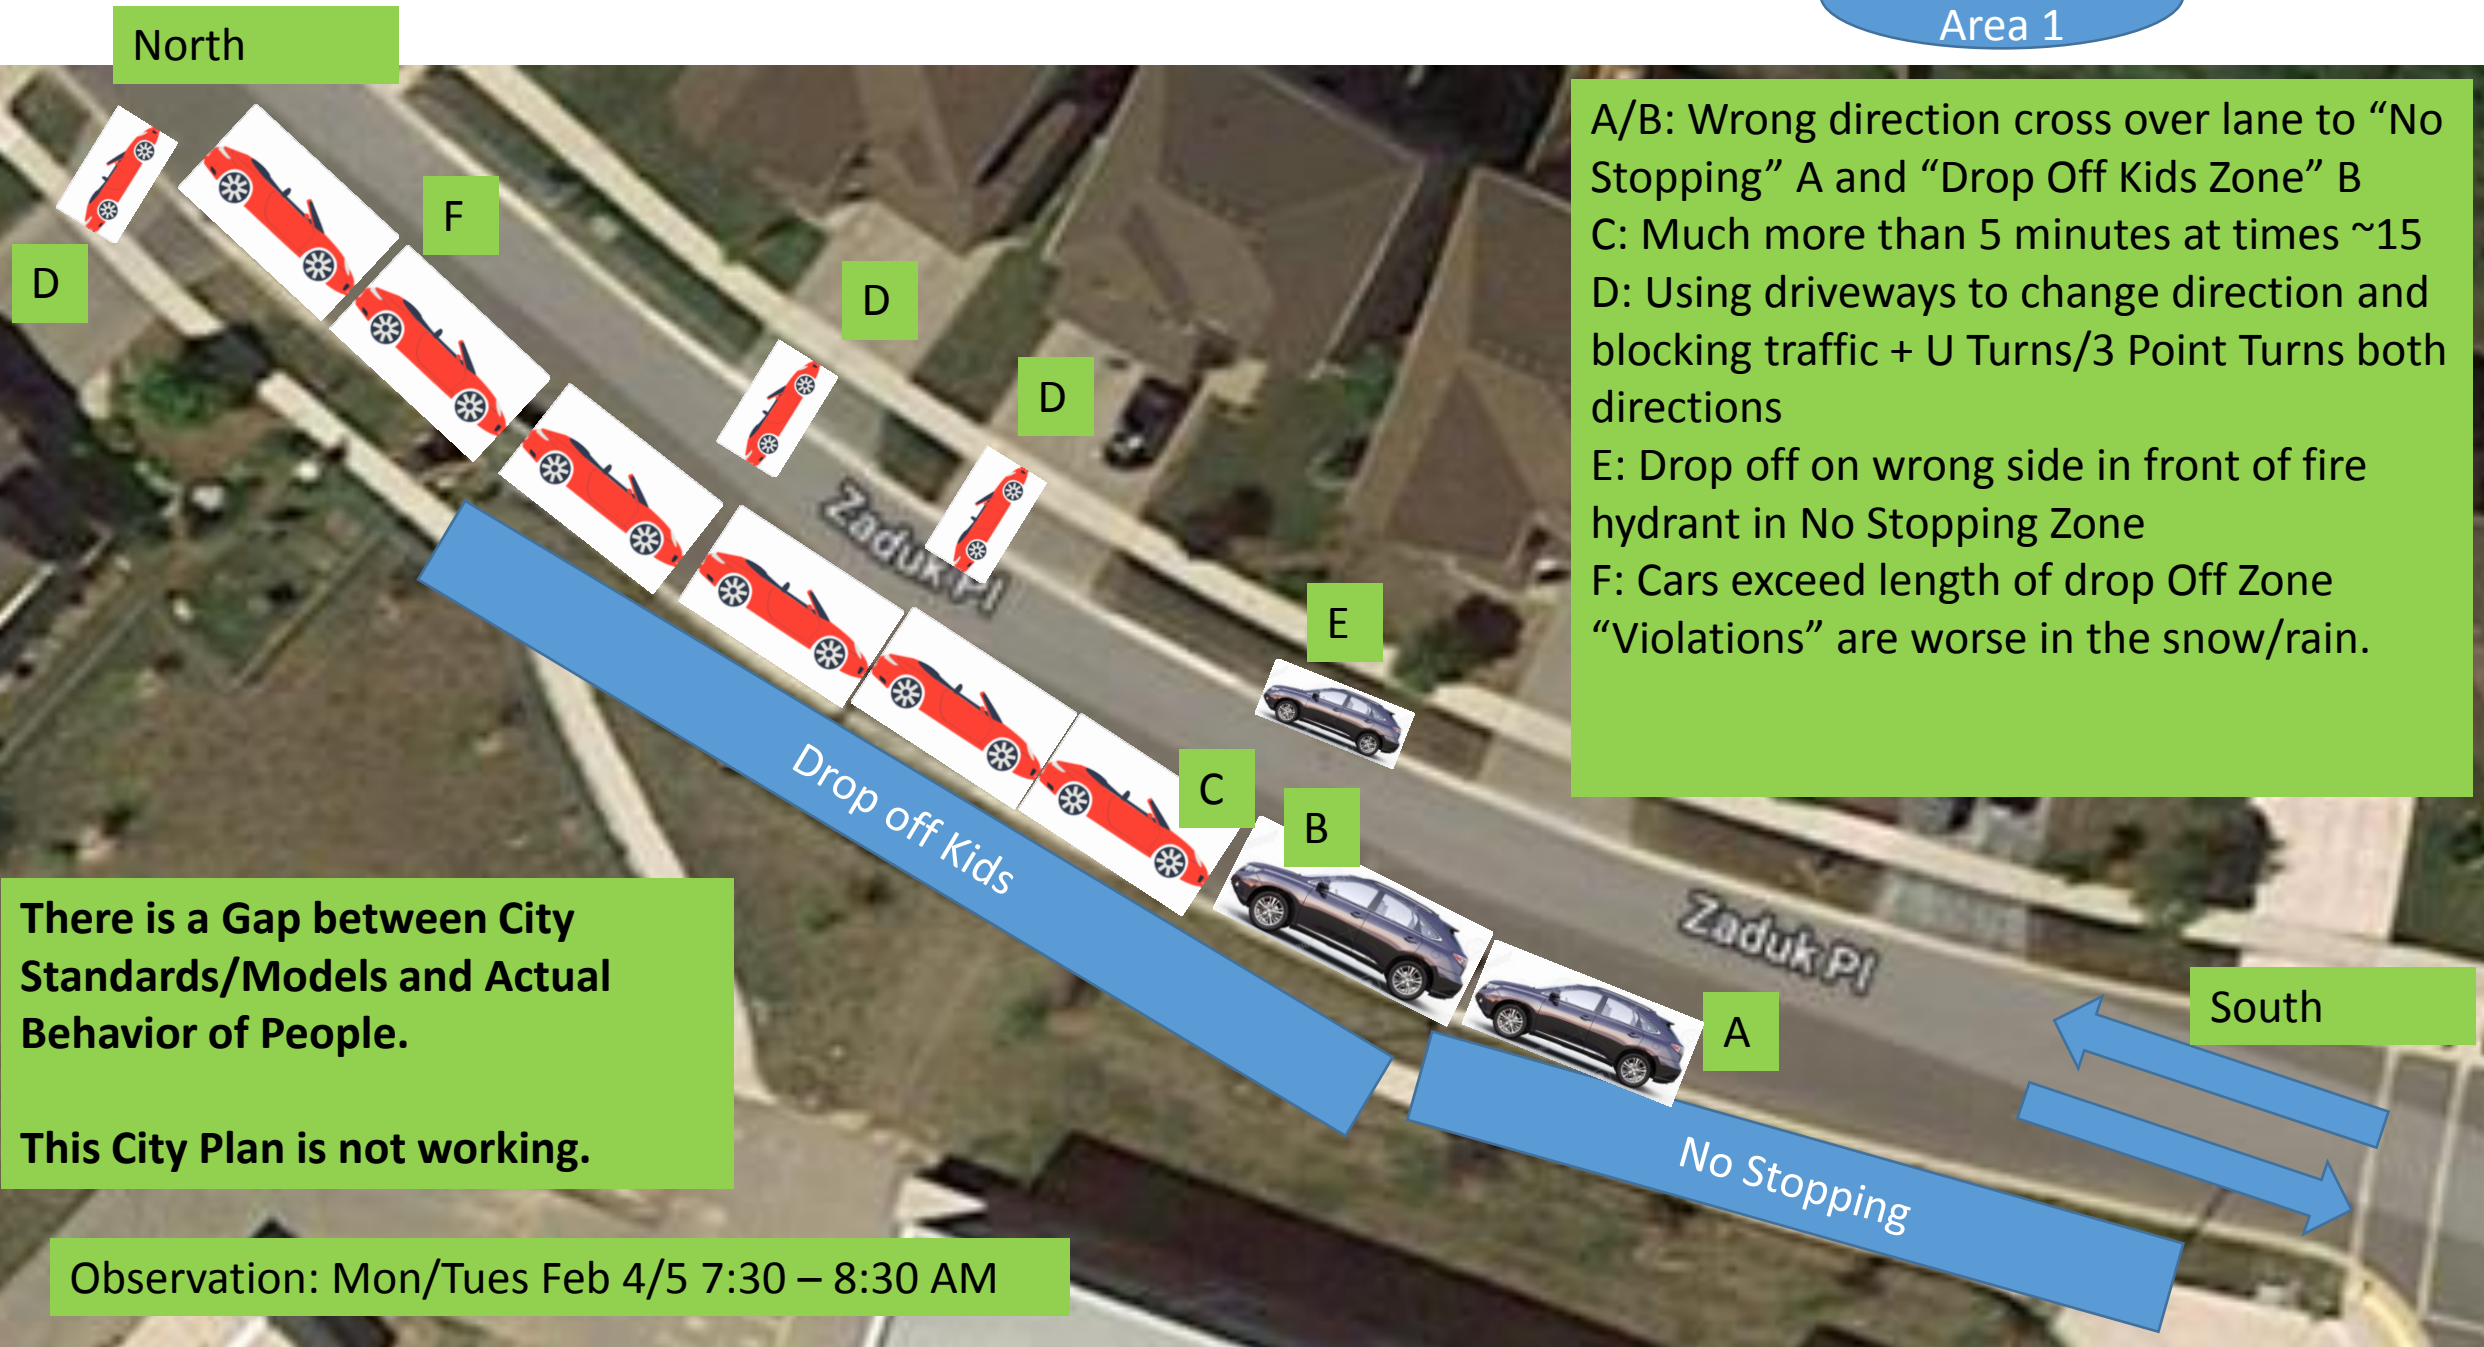 North
Area 1
A/B: Wrong direction cross over lane to “No
Stopping” A and “Drop Off Kids Zone” B
C: Much more than 5 minutes at times ~15
D: Using driveways to change direction and
blocking traffic + U Turns/3 Point Turns both
directions
E: Drop off on wrong side in front of fire
hydrant in No Stopping Zone
F: Cars exceed length of drop Off Zone
“Violations” are worse in the snow/rain.
F
D
D
D
Zaduk Pl
E
C
B
Drop off Kids
A
Zaduk Pl
South
There is a Gap between City
Standards/Models and Actual
Behavior of People.
This City Plan is not working.
No Stopping
Observation: Mon/Tues Feb 4/5 7:30 – 8:30 AM